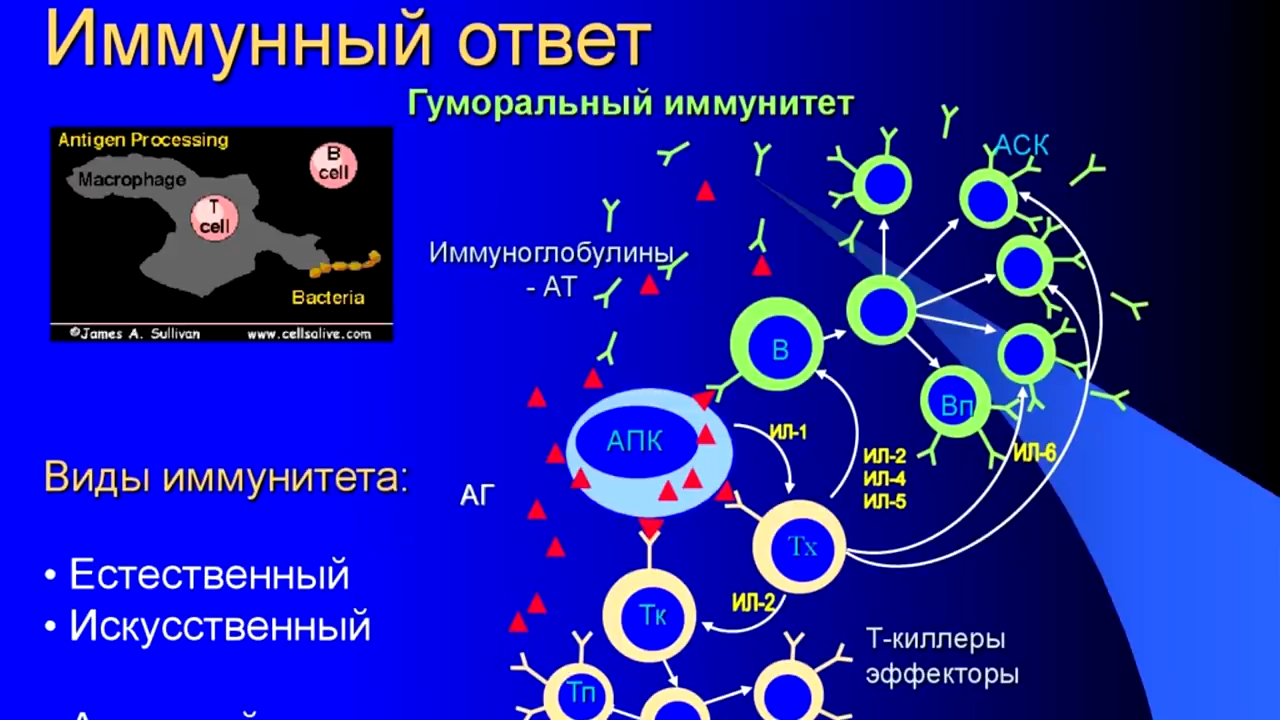 Иммунный ответ
Гуморальный иммунитет
Antigen Processing
Macrophage
B
cell
T
cell
Bacteria
©James A. Sullivan www.cellsalive.com
АСК
Иммуноглобулины
- АТ
В
Вп
АПК
ИЛ-1
ИЛ-2
ИЛ-4
ИЛ-5
ИЛ-6
АГ
Тх
ИЛ-2
Тк
Т-киллеры
эффекторы
Тп
Виды иммунитета:
• Естественный
• Искусственный